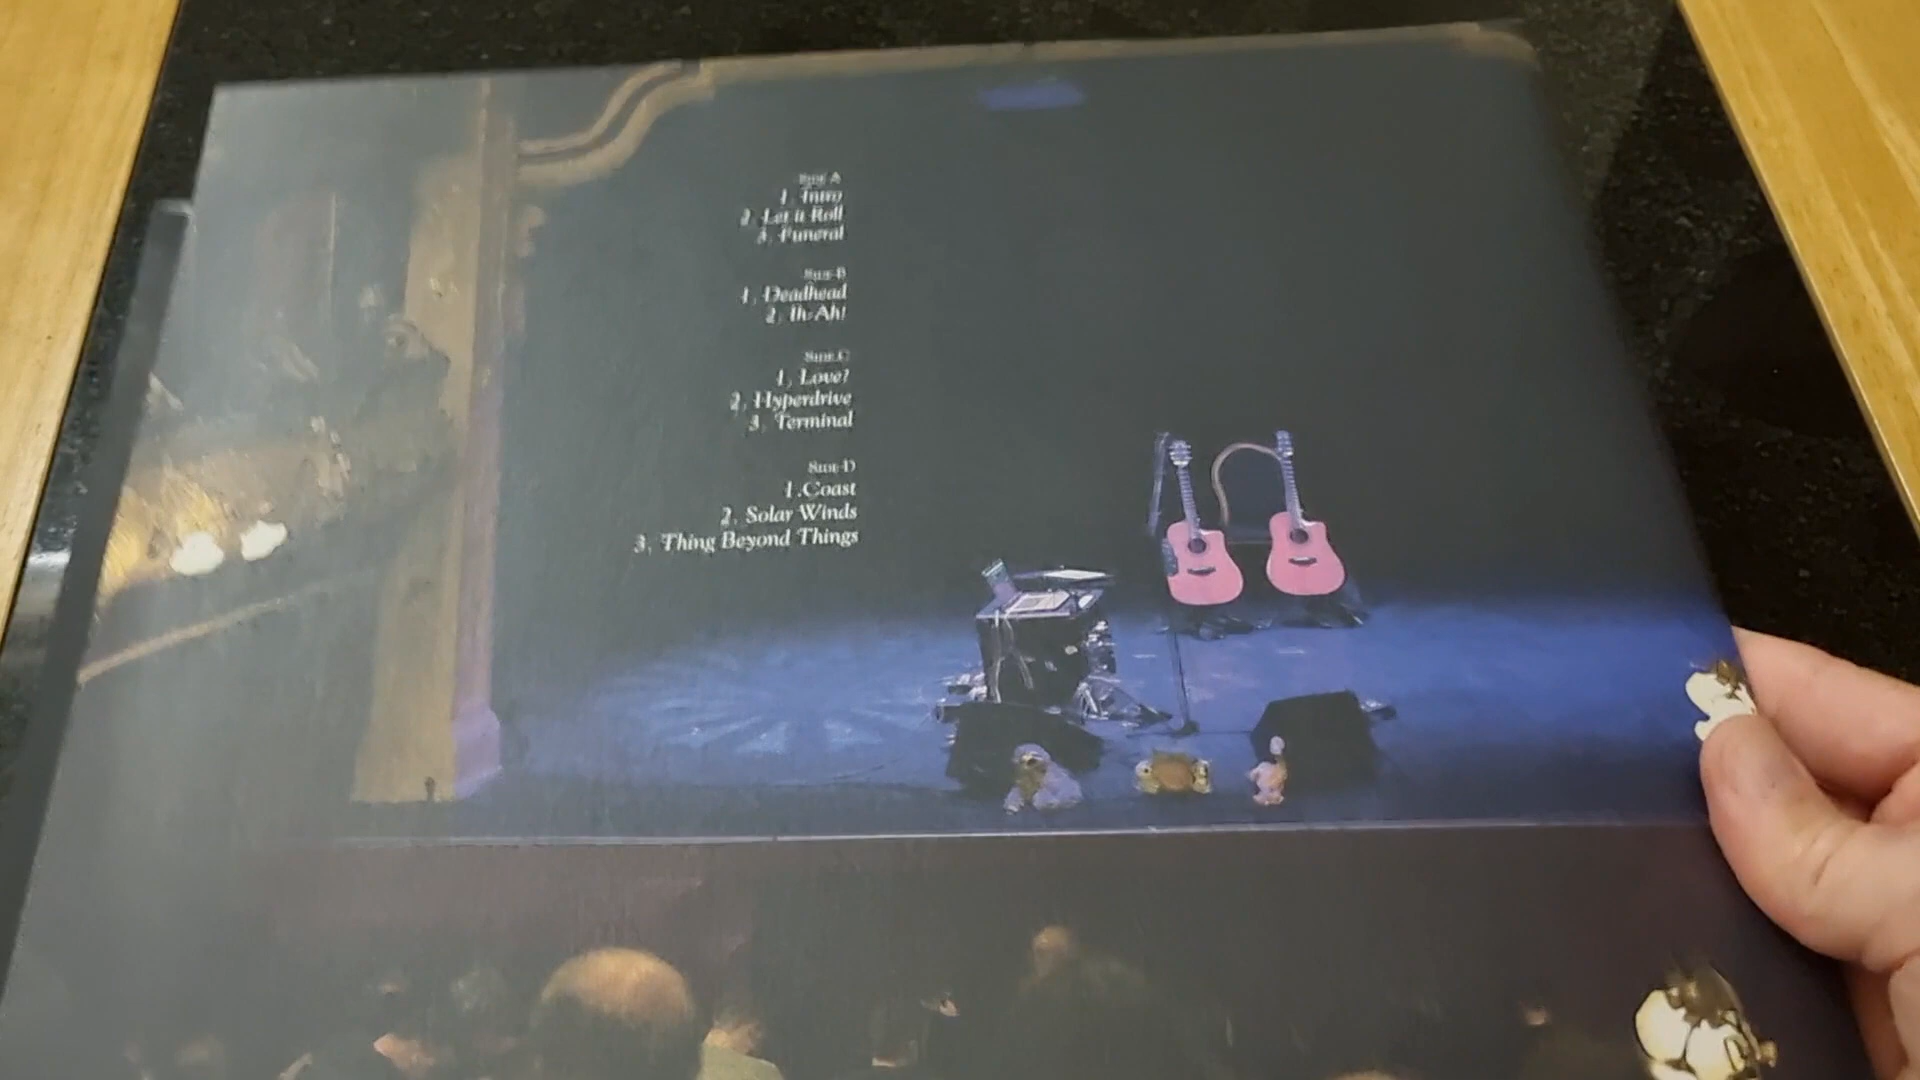 Side A
1. Intro
2. Let it Roll
3. Funeral
Side B
1. Deadhead
2. Ih-Ah!
Side C
1. Love?
2. Hyperdrive
3. Terminal
Side D
1.Coast
2. Solar Winds
3. Thing Beyond Things